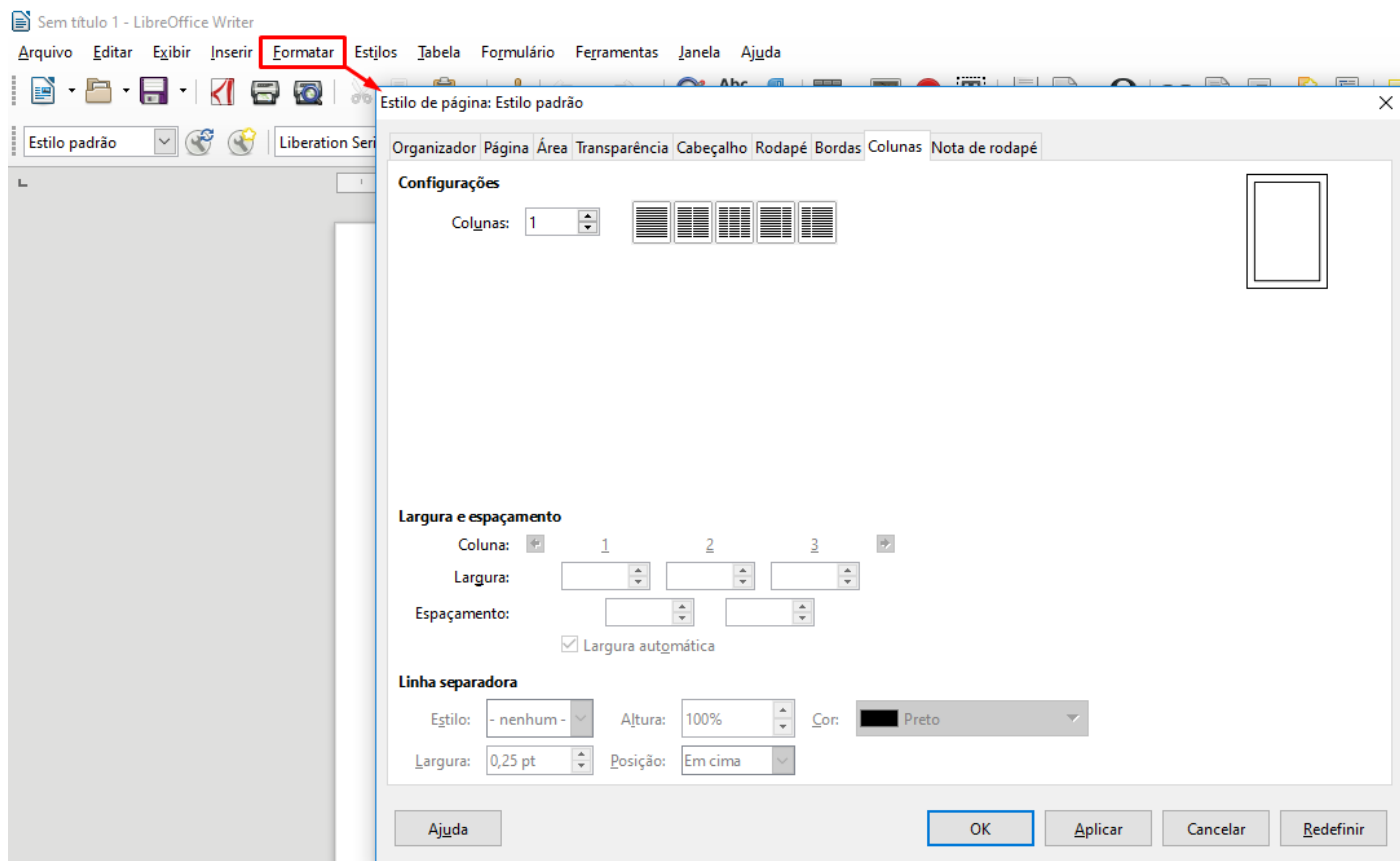 Sem título 1 - LibreOffice Writer
Arquivo Editar Exibir Inserir Formatar Estilos Tabela Formulário Ferramentas Janela Ajuda
Estilo de página: Estilo padrão
Estilo padrão
Liberation Seri
Organizador Página Área Transparência Cabeçalho Rodapé Bordas Colunas Nota de rodapé
Configurações
Colunas: 1
Largura e espaçamento
Coluna: 1 2 3
Largura:
Espaçamento:
Largura automática
Linha separadora
Estilo: - nenhum - Altura: 100% Cor: Preto
Largura: 0,25 pt Posição: Em cima
Ajuda OK Aplicar Cancelar Redefinir